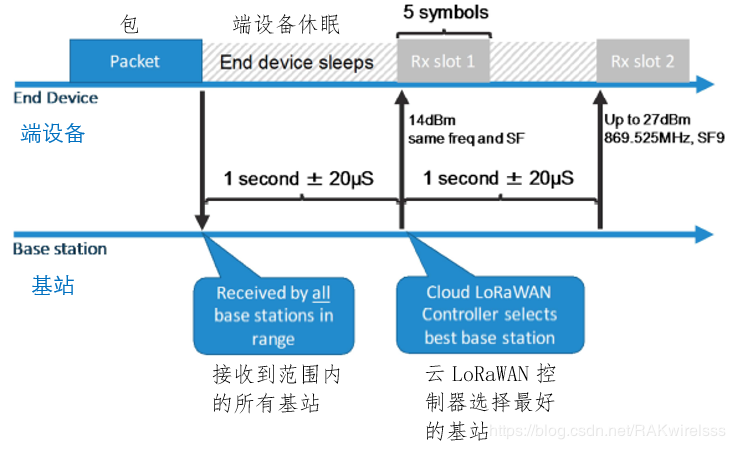 包
端设备休眠
5 symbols
Packet
End device sleeps
Rx slot 1
Rx slot 2
End Device
端设备
14dBm
same freq and SF
Up to 27dBm
869.525MHz, SF9
1 second ± 20µS
1 second ± 20µS
Base station
基站
Received by all
base stations in
range
Cloud LoRaWAN
Controller selects
best base station
接收到范围内
的所有基站
云 LoRaWAN 控
制器选择最好
的基站
https://blog.csdn.net/RAKwirelsss